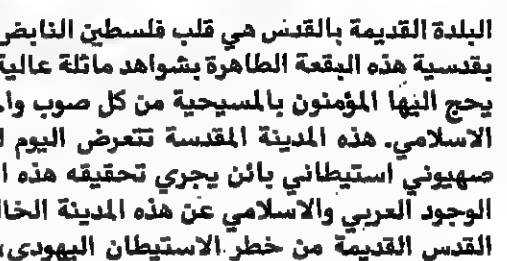 البلدة القديمة بالقدس هي قلب فلسطين النابض
بقدسية هذه البقعة الطاهرة بشواهد ماثلة عالية
يحج اليها المؤمنون بالمسيحية من كل صوب
الاسلامي. هذه المدينة المقدسة تتعرض اليوم
صهيوني استيطاني بائن يجري تحقيقه هذه
الوجود العربي والاسلامي عن هذه المدينة
القدس القديمة من خطر الاستيطان اليهودي،